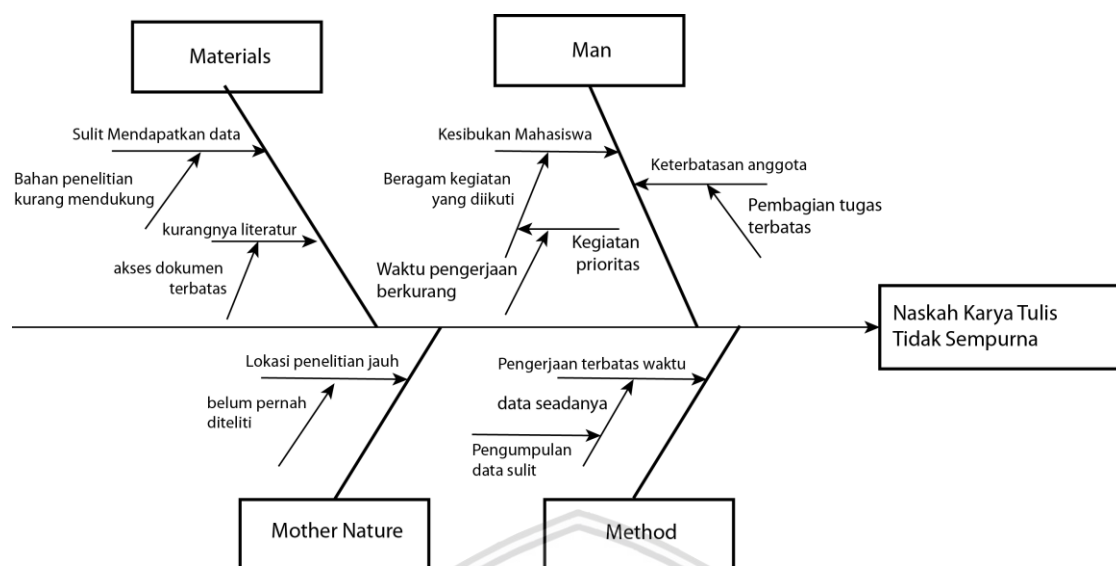 Materials
Man
Sulit Mendapatkan data
Bahan penelitian
kurang mendukung
kurangnya literatur
akses dokumen
terbatas
Kesibukan Mahasiswa
Beragam kegiatan
yang diikuti
Kegiatan
prioritas
Waktu pengerjaan
berkurang
Keterbatasan anggota
Pembagian tugas
terbatas
Naskah Karya Tulis
Tidak Sempurna
Lokasi penelitian jauh
belum pernah
diteliti
Pengerjaan terbatas waktu
data seadanya
Pengumpulan
data sulit
Mother Nature
Method